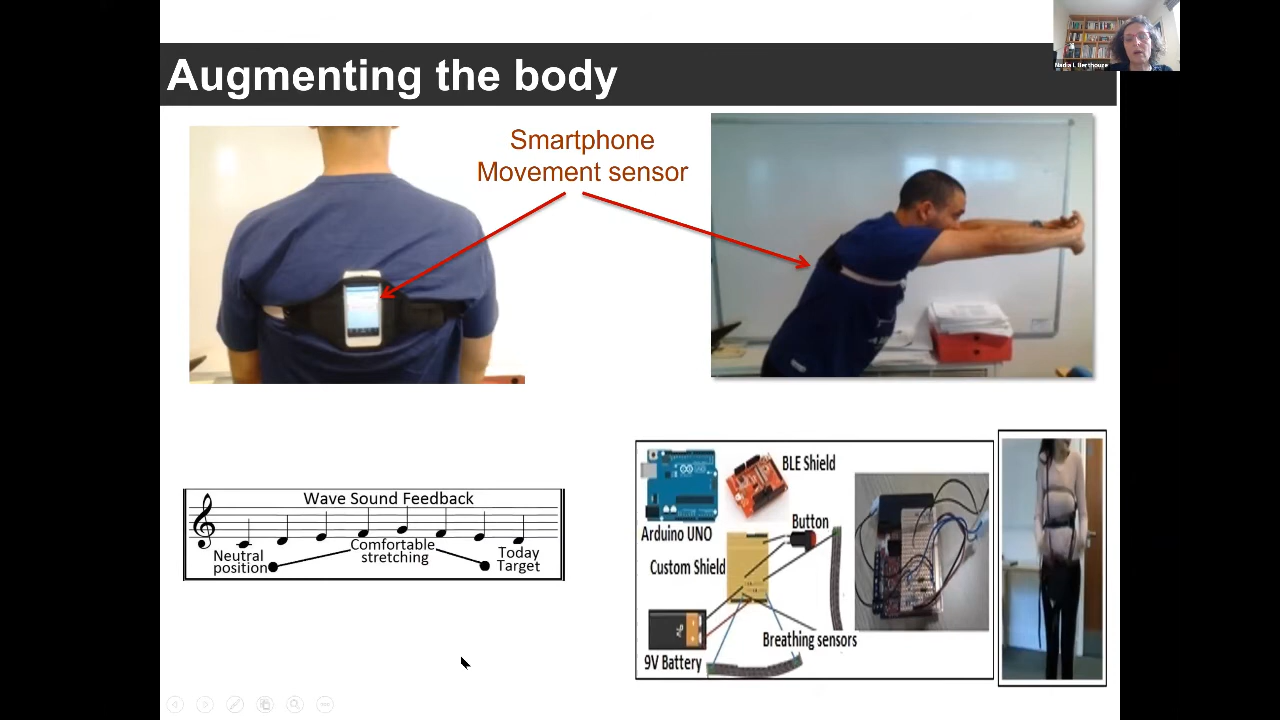 Nadia L Berthouze
Augmenting the body
Smartphone
Movement sensor
Wave Sound Feedback
Neutral
position
Comfortable
stretching
Today
Target
BLE Shield
Arduino UNO
Button
Custom Shield
9V
Breathing sensors
9V Battery